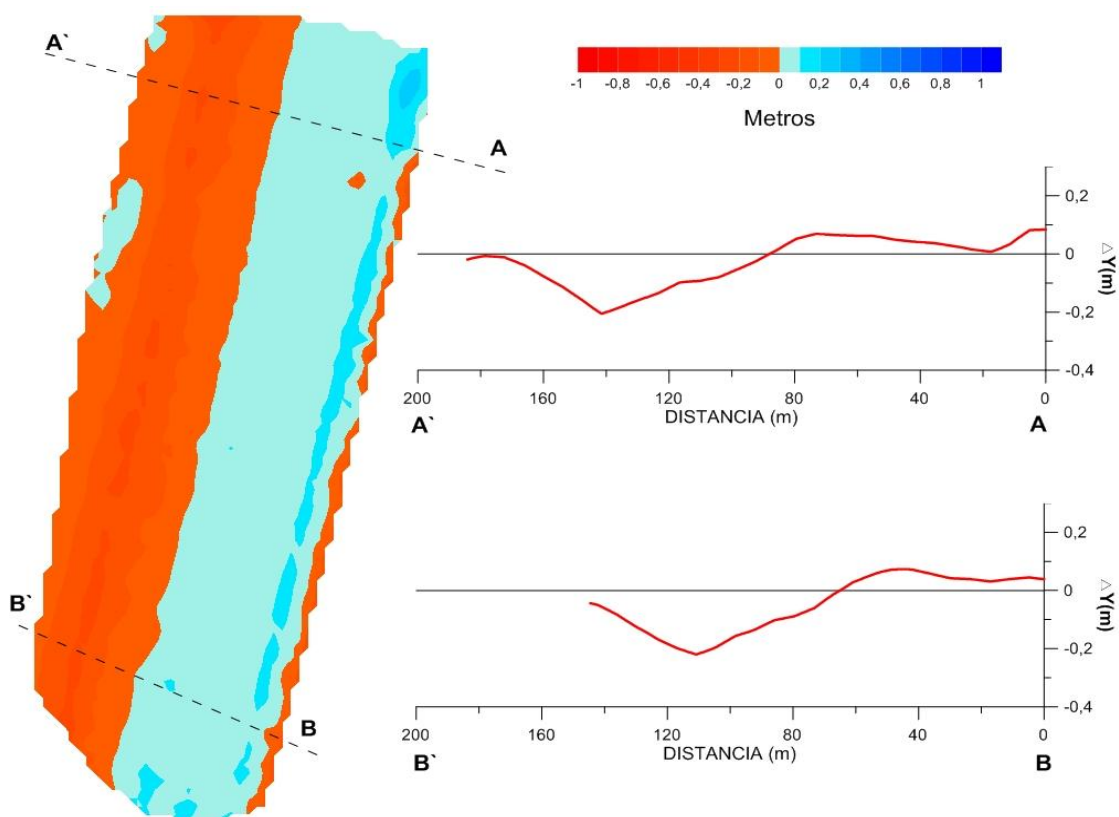 A`
A
B`
B
-1 -0,8 -0,6 -0,4 -0,2 0 0,2 0,4 0,6 0,8 1
Metros
0,2
0
-0,2
-0,4
△Y(m)
200 160 120 80 40 0
A` DISTANCIA (m) A
0,2
0
-0,2
-0,4
△Y(m)
200 160 120 80 40 0
B` DISTANCIA (m) B